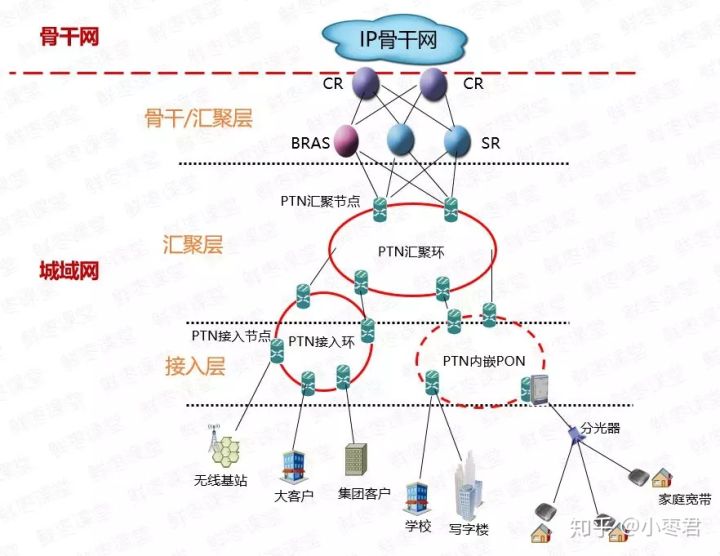 骨干网
IP骨干网
CR
CR
骨干/汇聚层
BRAS
SR
PTN汇聚节点
汇聚层
PTN汇聚环
城域网
PTN接入节点
PTN接入环
接入层
PTN内嵌PON
分光器
无线基站
大客户
集团客户
学校
写字楼
家庭宽带
知乎 @小枣君
鲜枣课堂